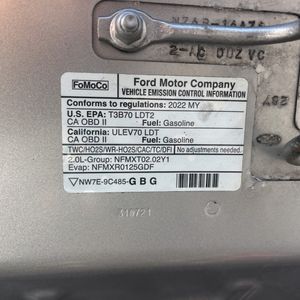 FoMoCo
Ford Motor Company
VEHICLE EMISSION CONTROL INFORMATION
Conforms to regulations: 2022 MY
U.S. EPA: T3B70 LDT2
CA OBD II Fuel: Gasoline
California: ULEV70 LDT
CA OBD II Fuel: Gasoline
TWC/HO2S/WR-HO2S/CAC/TC/DFI No adjustments needed.
2.0L-Group: NFMXT02.02Y1
Evap: NFMXR0125GDF
NW7E-9C485-GBG
310721